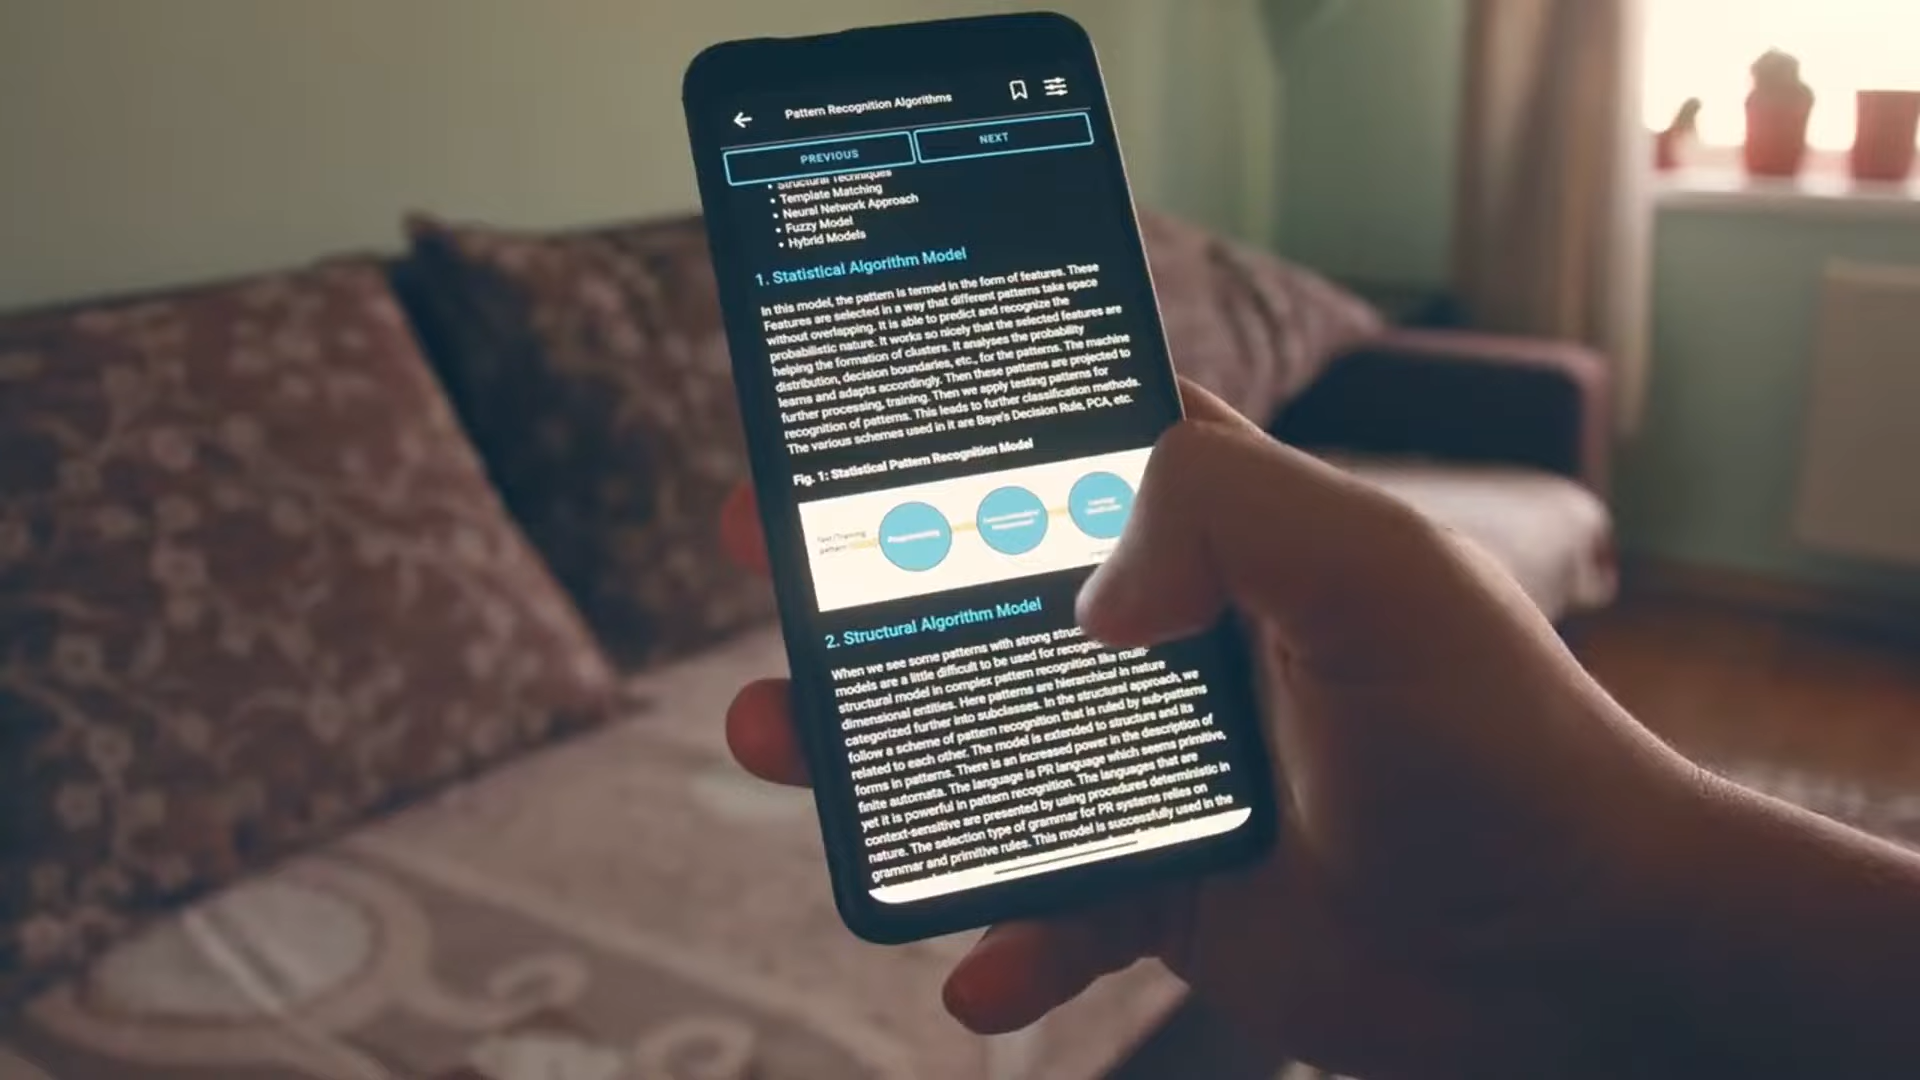 Pattern Recognition Algorithms
PREVIOUS
NEXT
• Structural Techniques
• Template Matching
• Neural Network Approach
• Fuzzy Model
• Hybrid Models
1. Statistical Algorithm Model
In this model, the pattern is termed in the form of features. These
Features are selected in a way that different patterns take space
without overlapping. It is able to predict and recognize the
probabilistic nature. It works so nicely that the selected features are
helping the formation of clusters. It analyses the probability
distribution, decision boundaries, etc., for the patterns. The machine
learns and adapts accordingly. Then these patterns are projected to
further processing, training. Then we apply testing patterns for
recognition of patterns. This leads to further classification methods.
The various schemes used in it are Baye's Decision Rule, PCA, etc.
Fig. 1: Statistical Pattern Recognition Model
Test/Training
pattern
Preprocessing
2. Structural Algorithm Model
When we see some patterns with strong
models are a little difficult to be used for
structural model in complex pattern recognition like multi-
dimensional entities. Here patterns are hierarchical in nature
categorized further into subclasses. In the structural approach, we
follow a scheme of pattern recognition that is ruled by sub-patterns
related to each other. The model is extended to structure and its
forms in patterns. There is an increased power in the description of
finite automata. The language is PR language which seems primitive,
yet it is powerful in pattern recognition. The languages that are
context-sensitive are presented by using procedures deterministic in
nature. The selection type of grammar for PR systems relies on
grammar and primitive rules. This model is successfully used in the